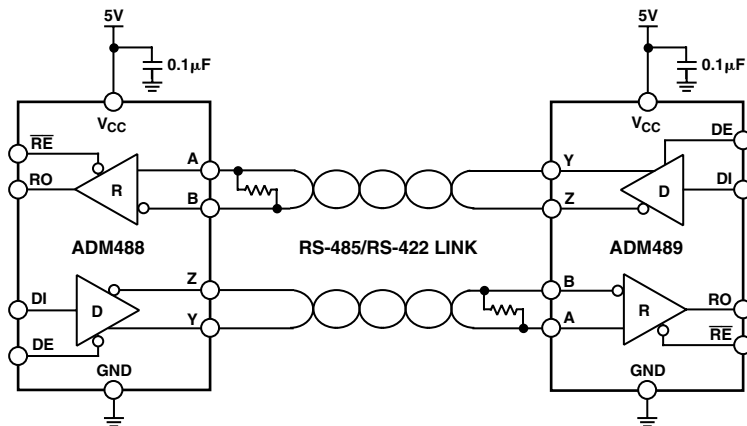 5V
5V
0.1µF
0.1µF
VCC
VCC
RE
DE
A
Y
RO
R
D
DI
B
Z
ADM488
RS-485/RS-422 LINK
ADM489
Z
B
DI
D
R
RO
Y
A
DE
RE
GND
GND